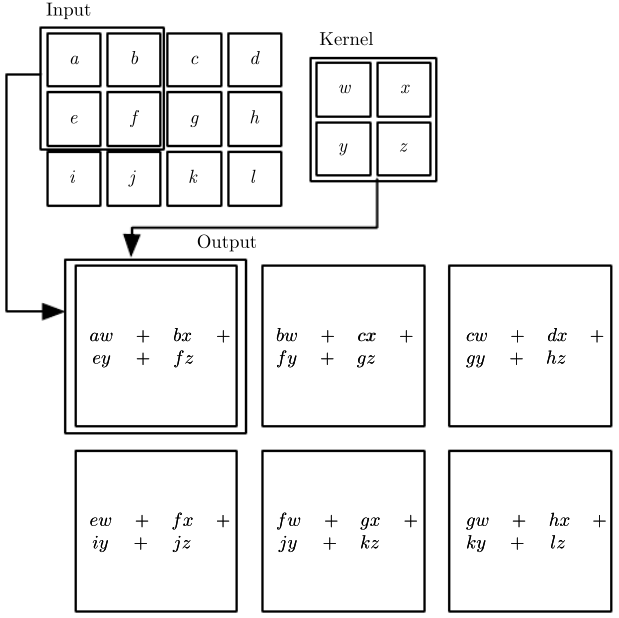 Input
a b c d
e f g h
i j k l
Kernel
w x
y z
Output
aw + bx +
ey + fz
bw + cx +
fy + gz
cw + dx +
gy + hz
ew + fx +
iy + jz
fw + gx +
jy + kz
gw + hx +
ky + lz